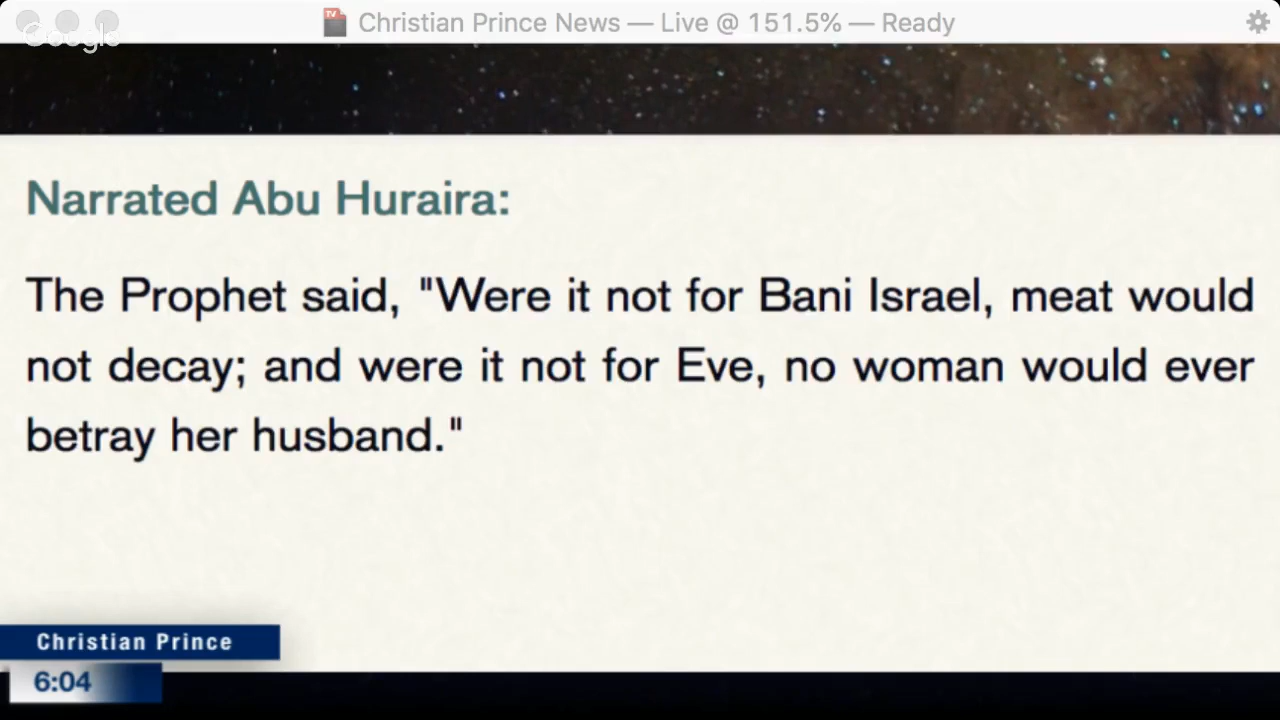 Christian Prince News — Live @ 151.5% — Ready
TV
Google
Narrated Abu Huraira:
The Prophet said, "Were it not for Bani Israel, meat would
not decay; and were it not for Eve, no woman would ever
betray her husband."
Christian Prince
6:04